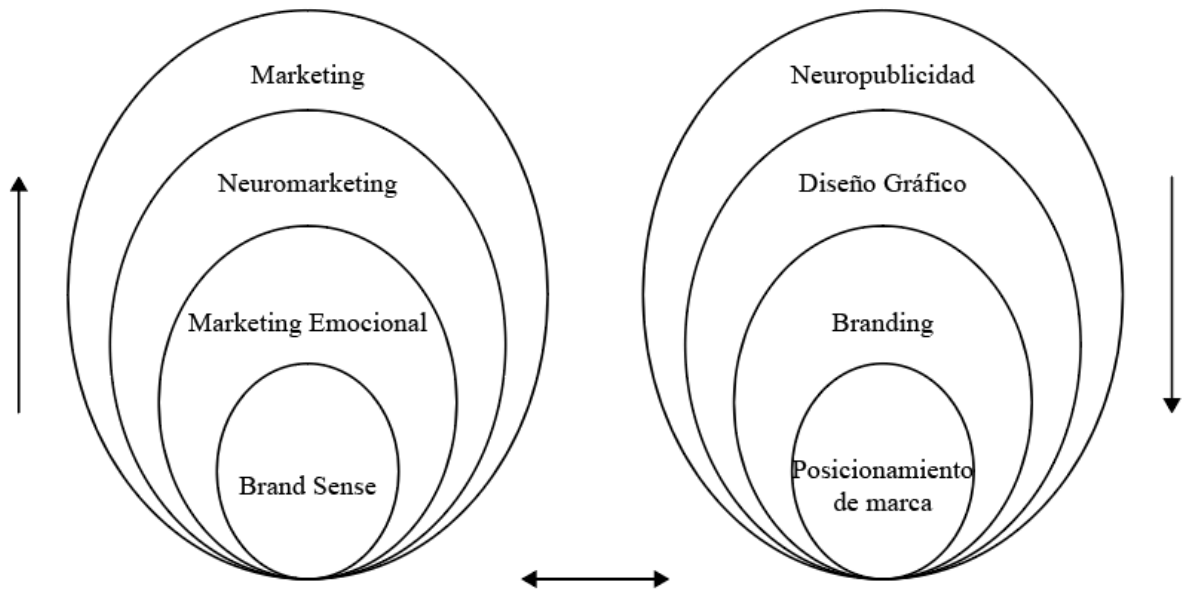 Marketing
Neuromarketing
Marketing Emocional
Brand Sense
Neuropublicidad
Diseño Gráfico
Branding
Posicionamiento
de marca